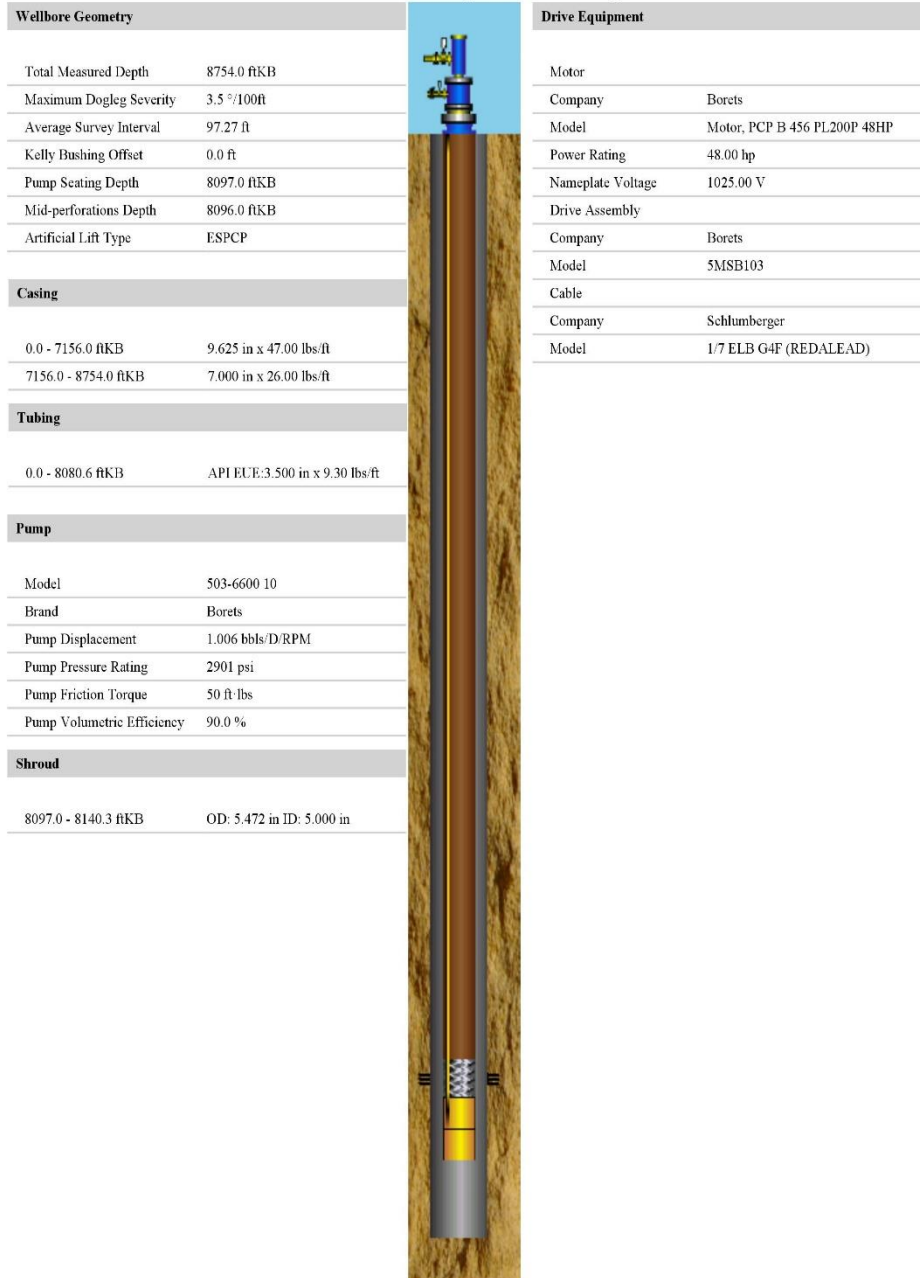 Wellbore Geometry
Total Measured Depth 8754.0 ftKB
Maximum Dogleg Severity 3.5 °/100ft
Average Survey Interval 97.27 ft
Kelly Bushing Offset 0.0 ft
Pump Seating Depth 8097.0 ftKB
Mid-perforations Depth 8096.0 ftKB
Artificial Lift Type ESPCP
Casing
0.0 - 7156.0 ftKB 9.625 in x 47.00 lbs/ft
7156.0 - 8754.0 ftKB 7.000 in x 26.00 lbs/ft
Tubing
0.0 - 8080.6 ftKB API EUE:3.500 in x 9.30 lbs/ft
Pump
Model 503-6600 10
Brand Borets
Pump Displacement 1.006 bbls/D/RPM
Pump Pressure Rating 2901 psi
Pump Friction Torque 50 ft·lbs
Pump Volumetric Efficiency 90.0 %
Shroud
8097.0 - 8140.3 ftKB OD: 5.472 in ID: 5.000 in
Drive Equipment
Motor
Company Borets
Model Motor, PCP B 456 PL200P 48HP
Power Rating 48.00 hp
Nameplate Voltage 1025.00 V
Drive Assembly
Company Borets
Model 5MSB103
Cable
Company Schlumberger
Model 1/7 ELB G4F (REDALEAD)